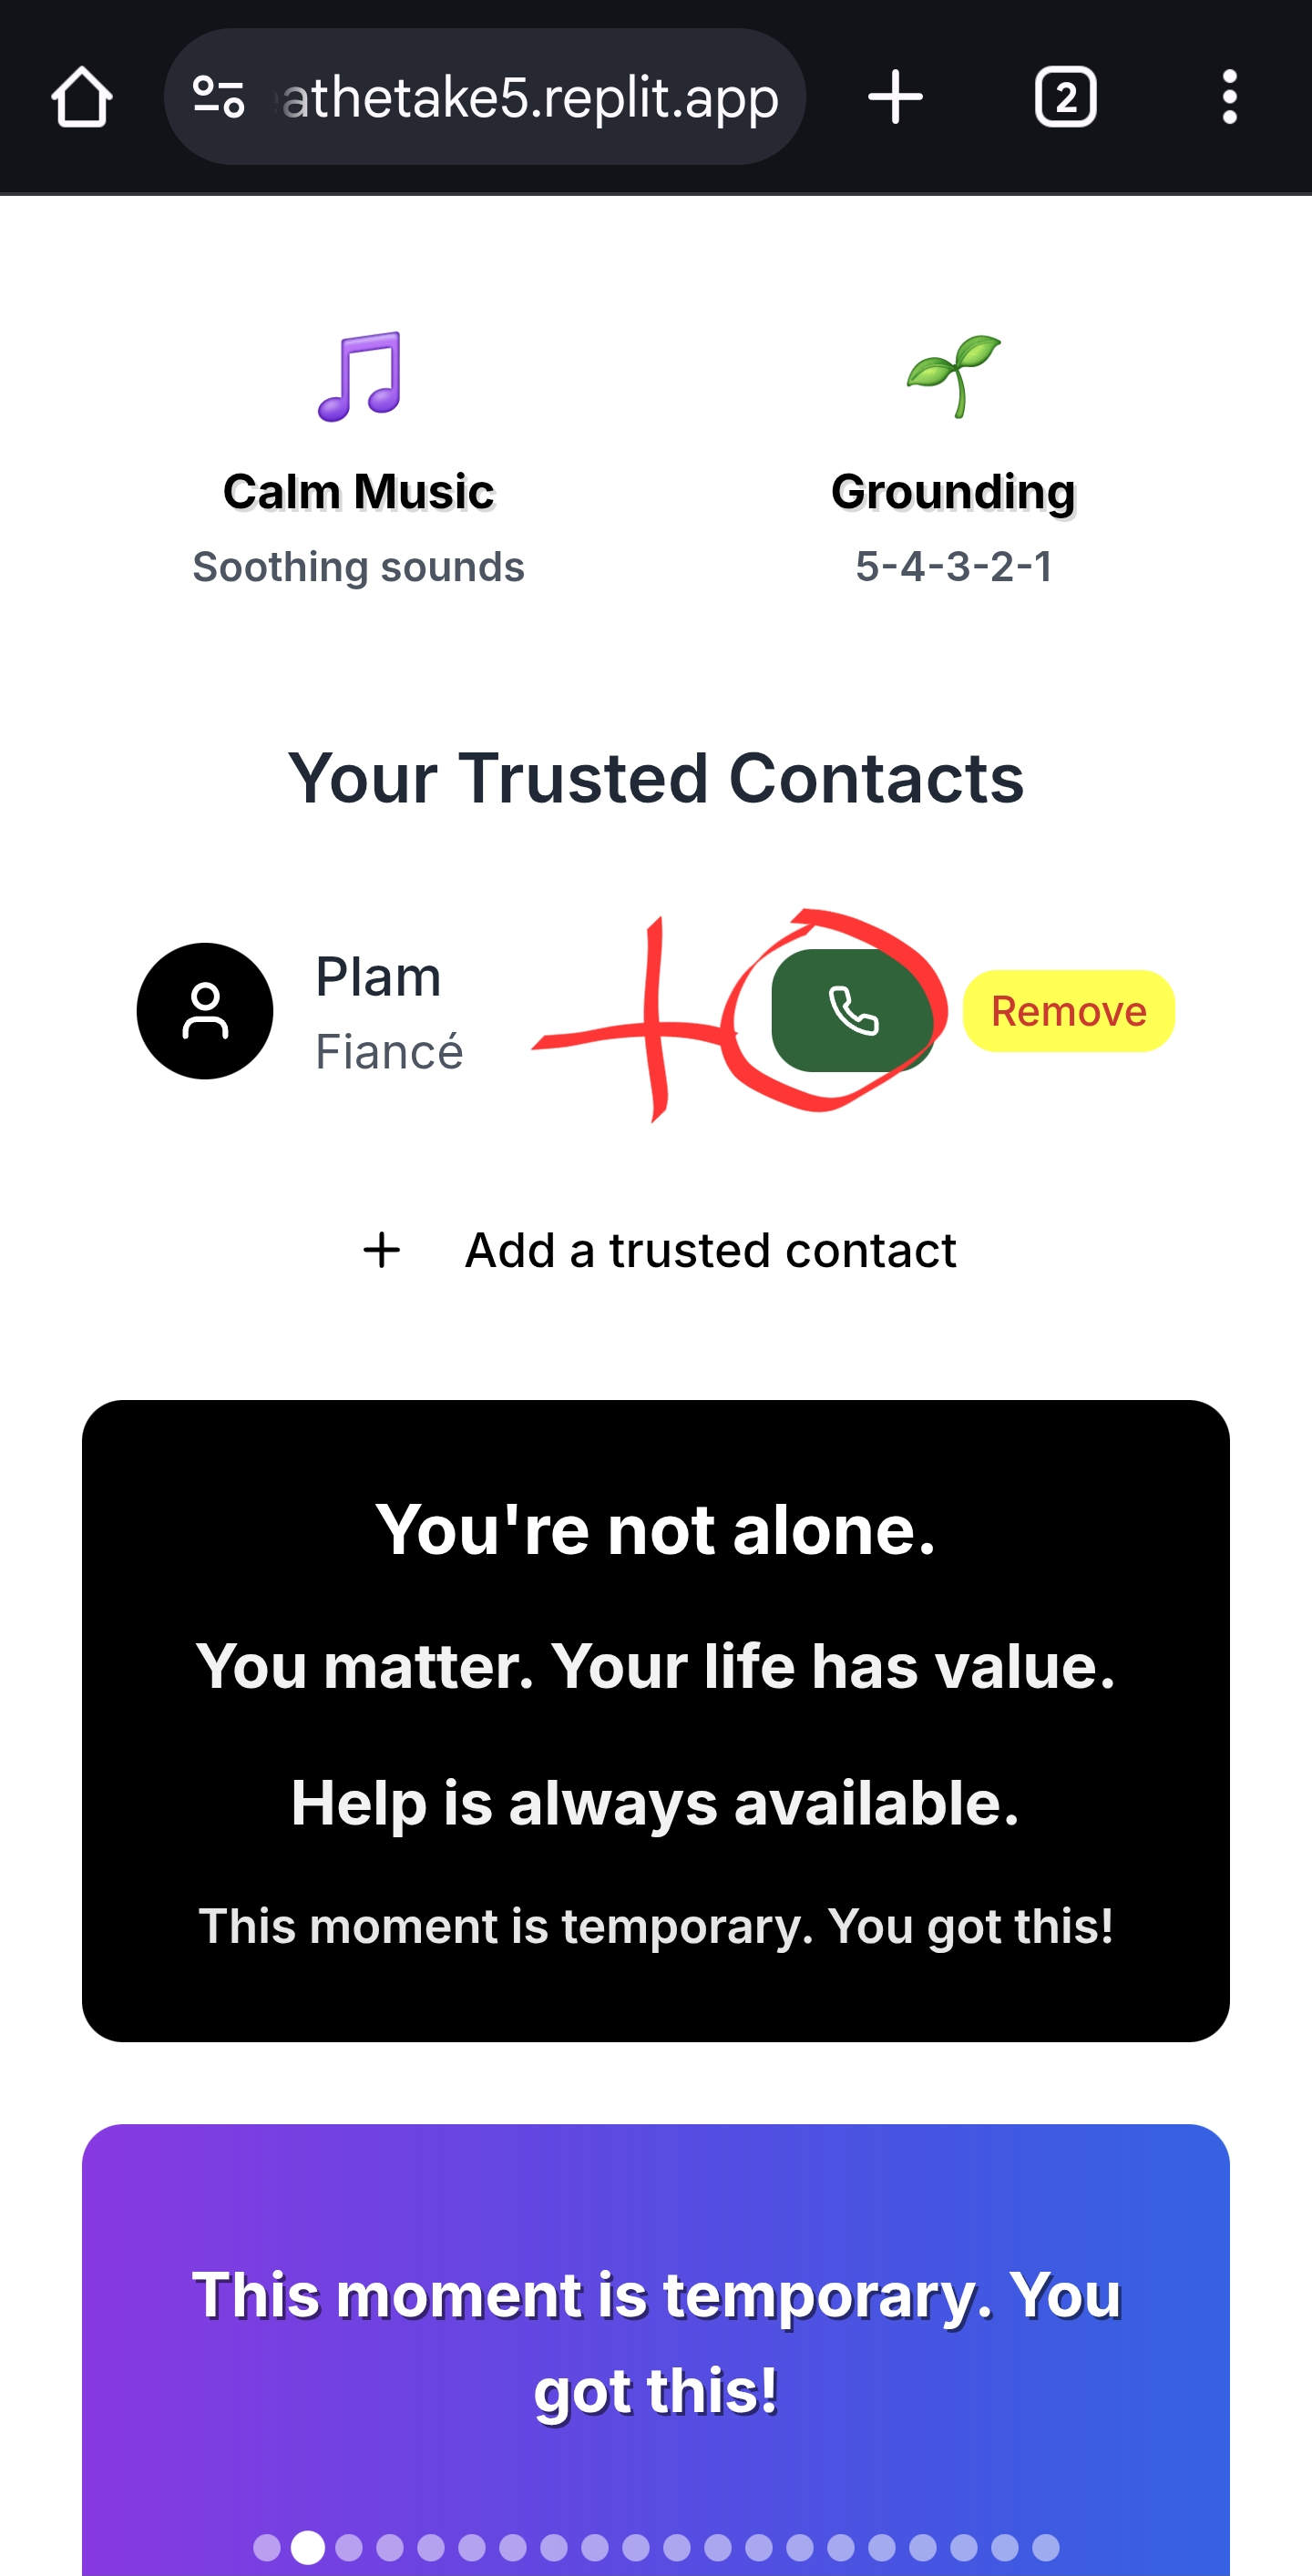 athetake5.replit.app
2
Calm Music
Soothing sounds
Grounding
5-4-3-2-1
Your Trusted Contacts
Plam
Fiancé
Remove
+ Add a trusted contact
You're not alone.
You matter. Your life has value.
Help is always available.
This moment is temporary. You got this!
This moment is temporary. You
got this!